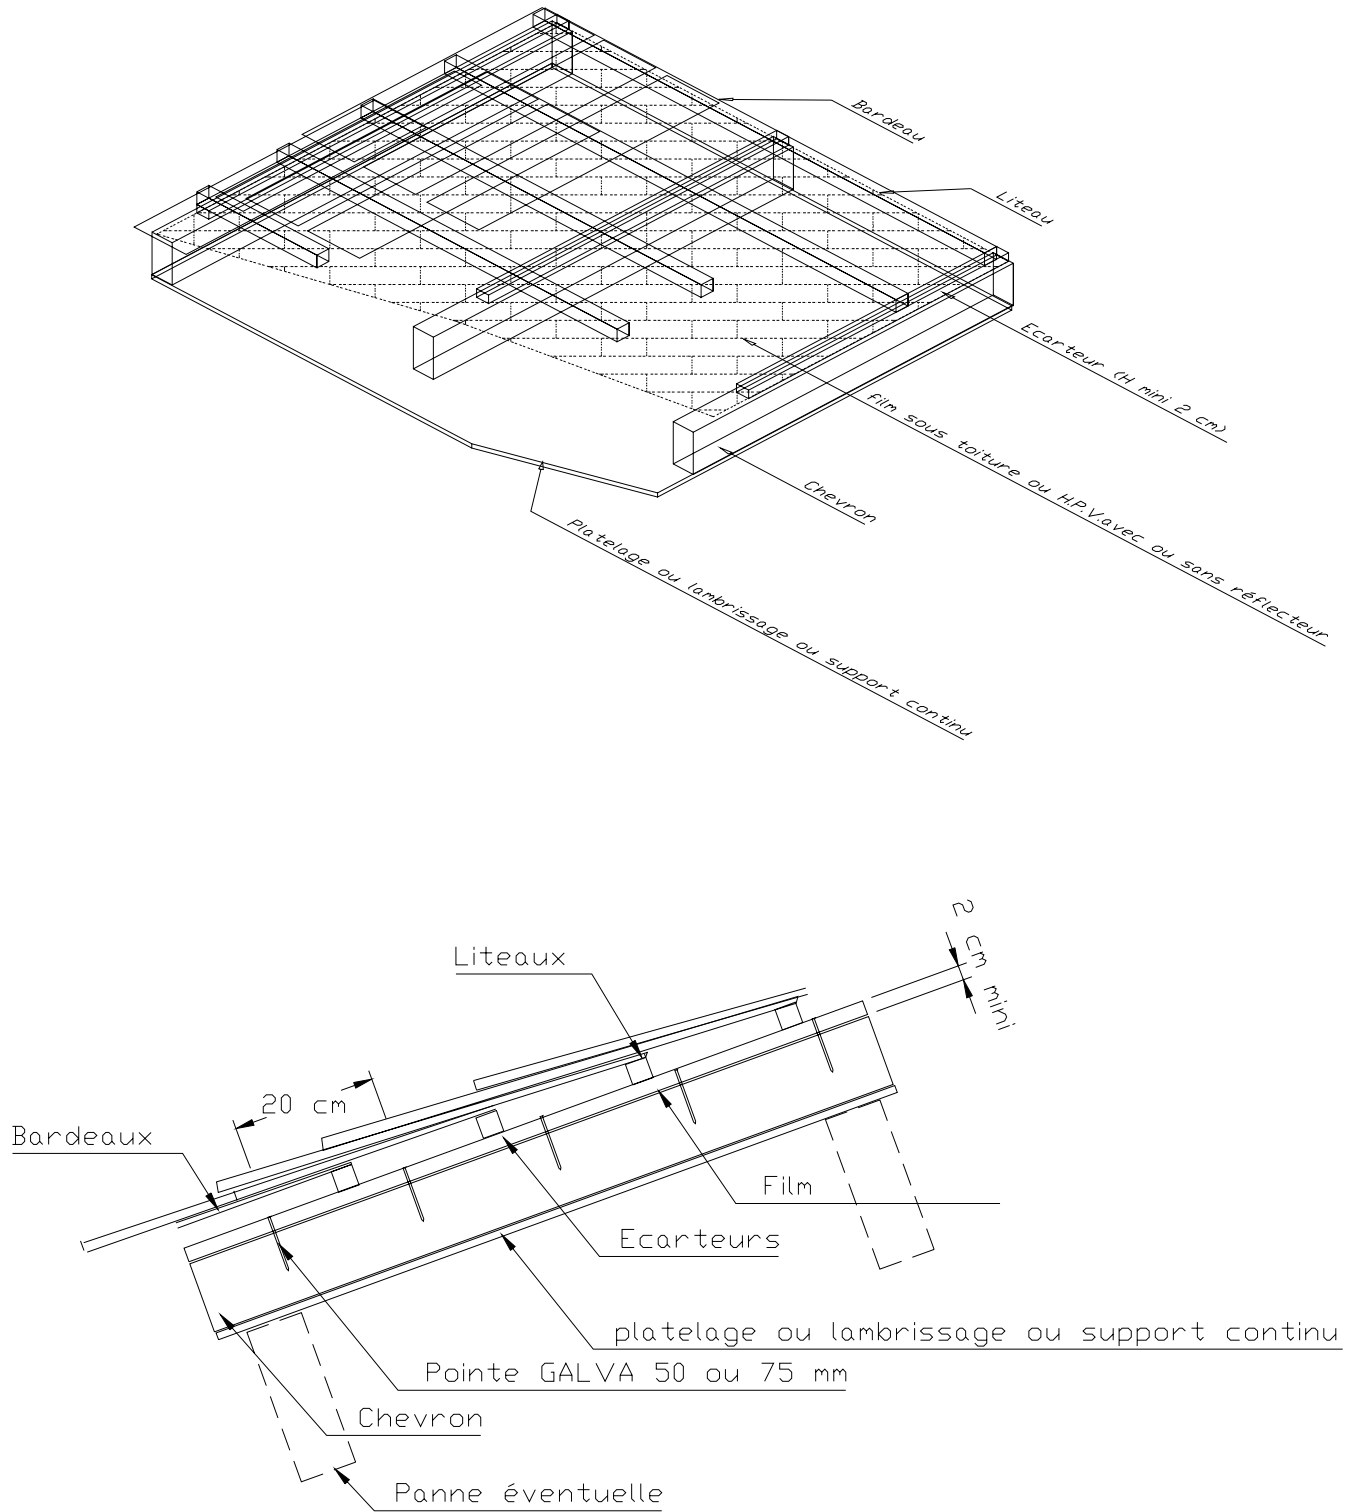 Bardeau
Liteau
Ecarteur (H mini 2 cm)
film sous toiture ou H.P.V.avec ou sans réflecteur
Chevron
Platelage ou lambrissage ou support continu
2 cm mini
Liteaux
20 cm
Bardeaux
Film
Ecarteurs
platelage ou lambrissage ou support continu
Pointe GALVA 50 ou 75 mm
Chevron
Panne éventuelle